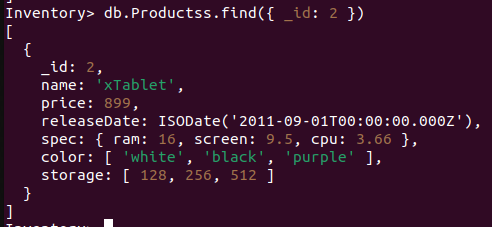 Inventory> db.Productss.find({ _id: 2 })
[
  {
    _id: 2,
    name: 'xTablet',
    price: 899,
    releaseDate: ISODate('2011-09-01T00:00:00.000Z'),
    spec: { ram: 16, screen: 9.5, cpu: 3.66 },
    color: [ 'white', 'black', 'purple' ],
    storage: [ 128, 256, 512 ]
  }
]
Inventory>